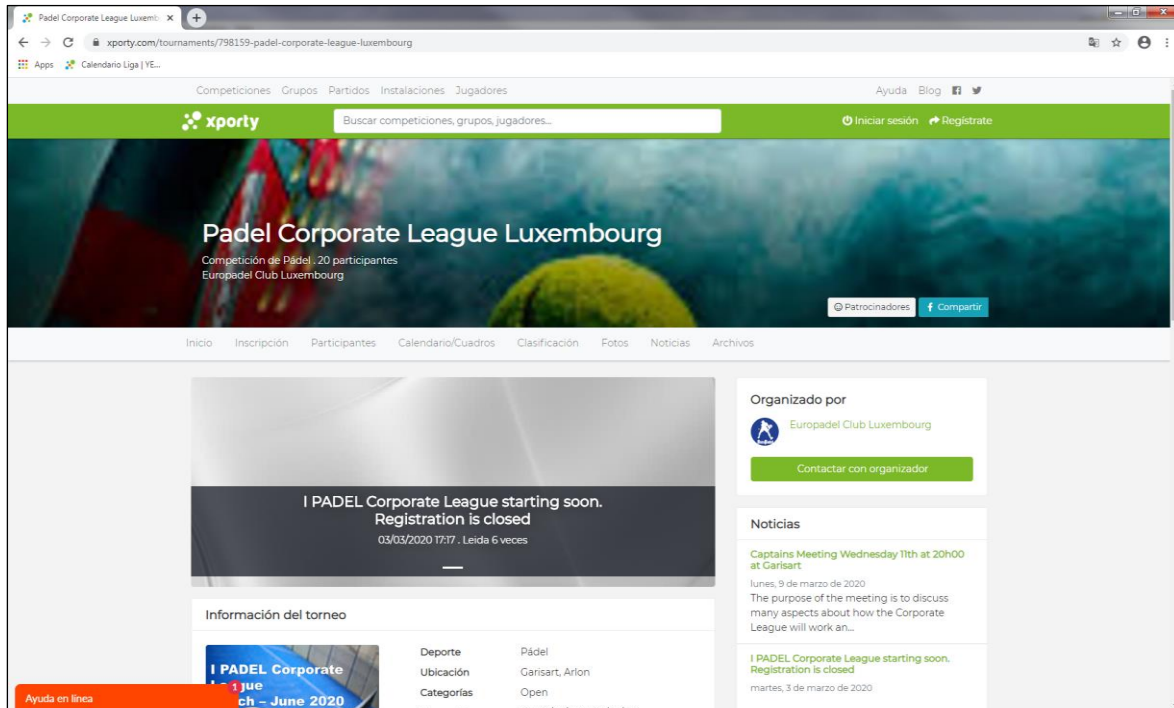 Padel Corporate League Luxemb
xporty.com/tournaments/798159-padel-corporate-league-luxembourg
Apps Calendario Liga | YE...
Competiciones Grupos Partidos Instalaciones Jugadores Ayuda Blog
xporty Buscar competiciones, grupos, jugadores... Iniciar sesión Regístrate
Padel Corporate League Luxembourg
Competición de Pádel . 20 participantes
Europadel Club Luxembourg
Patrocinadores Compartir
Inicio Inscripción Participantes Calendario/Cuadros Clasificación Fotos Noticias Archivos
I PADEL Corporate League starting soon.
Registration is closed
03/03/2020 17:17 . Leida 6 veces
Organizado por
Europadel Club Luxembourg
Contactar con organizador
Noticias
Captains Meeting Wednesday 11th at 20h00
at Garisart
lunes, 9 de marzo de 2020
The purpose of the meeting is to discuss
many aspects about how the Corporate
League will work an...
I PADEL Corporate League starting soon.
Registration is closed
martes, 3 de marzo de 2020
Información del torneo
I PADEL Corporate
ch – June 2020
Deporte Pádel
Ubicación Garisart, Arlon
Categorías Open
Ayuda en línea
1